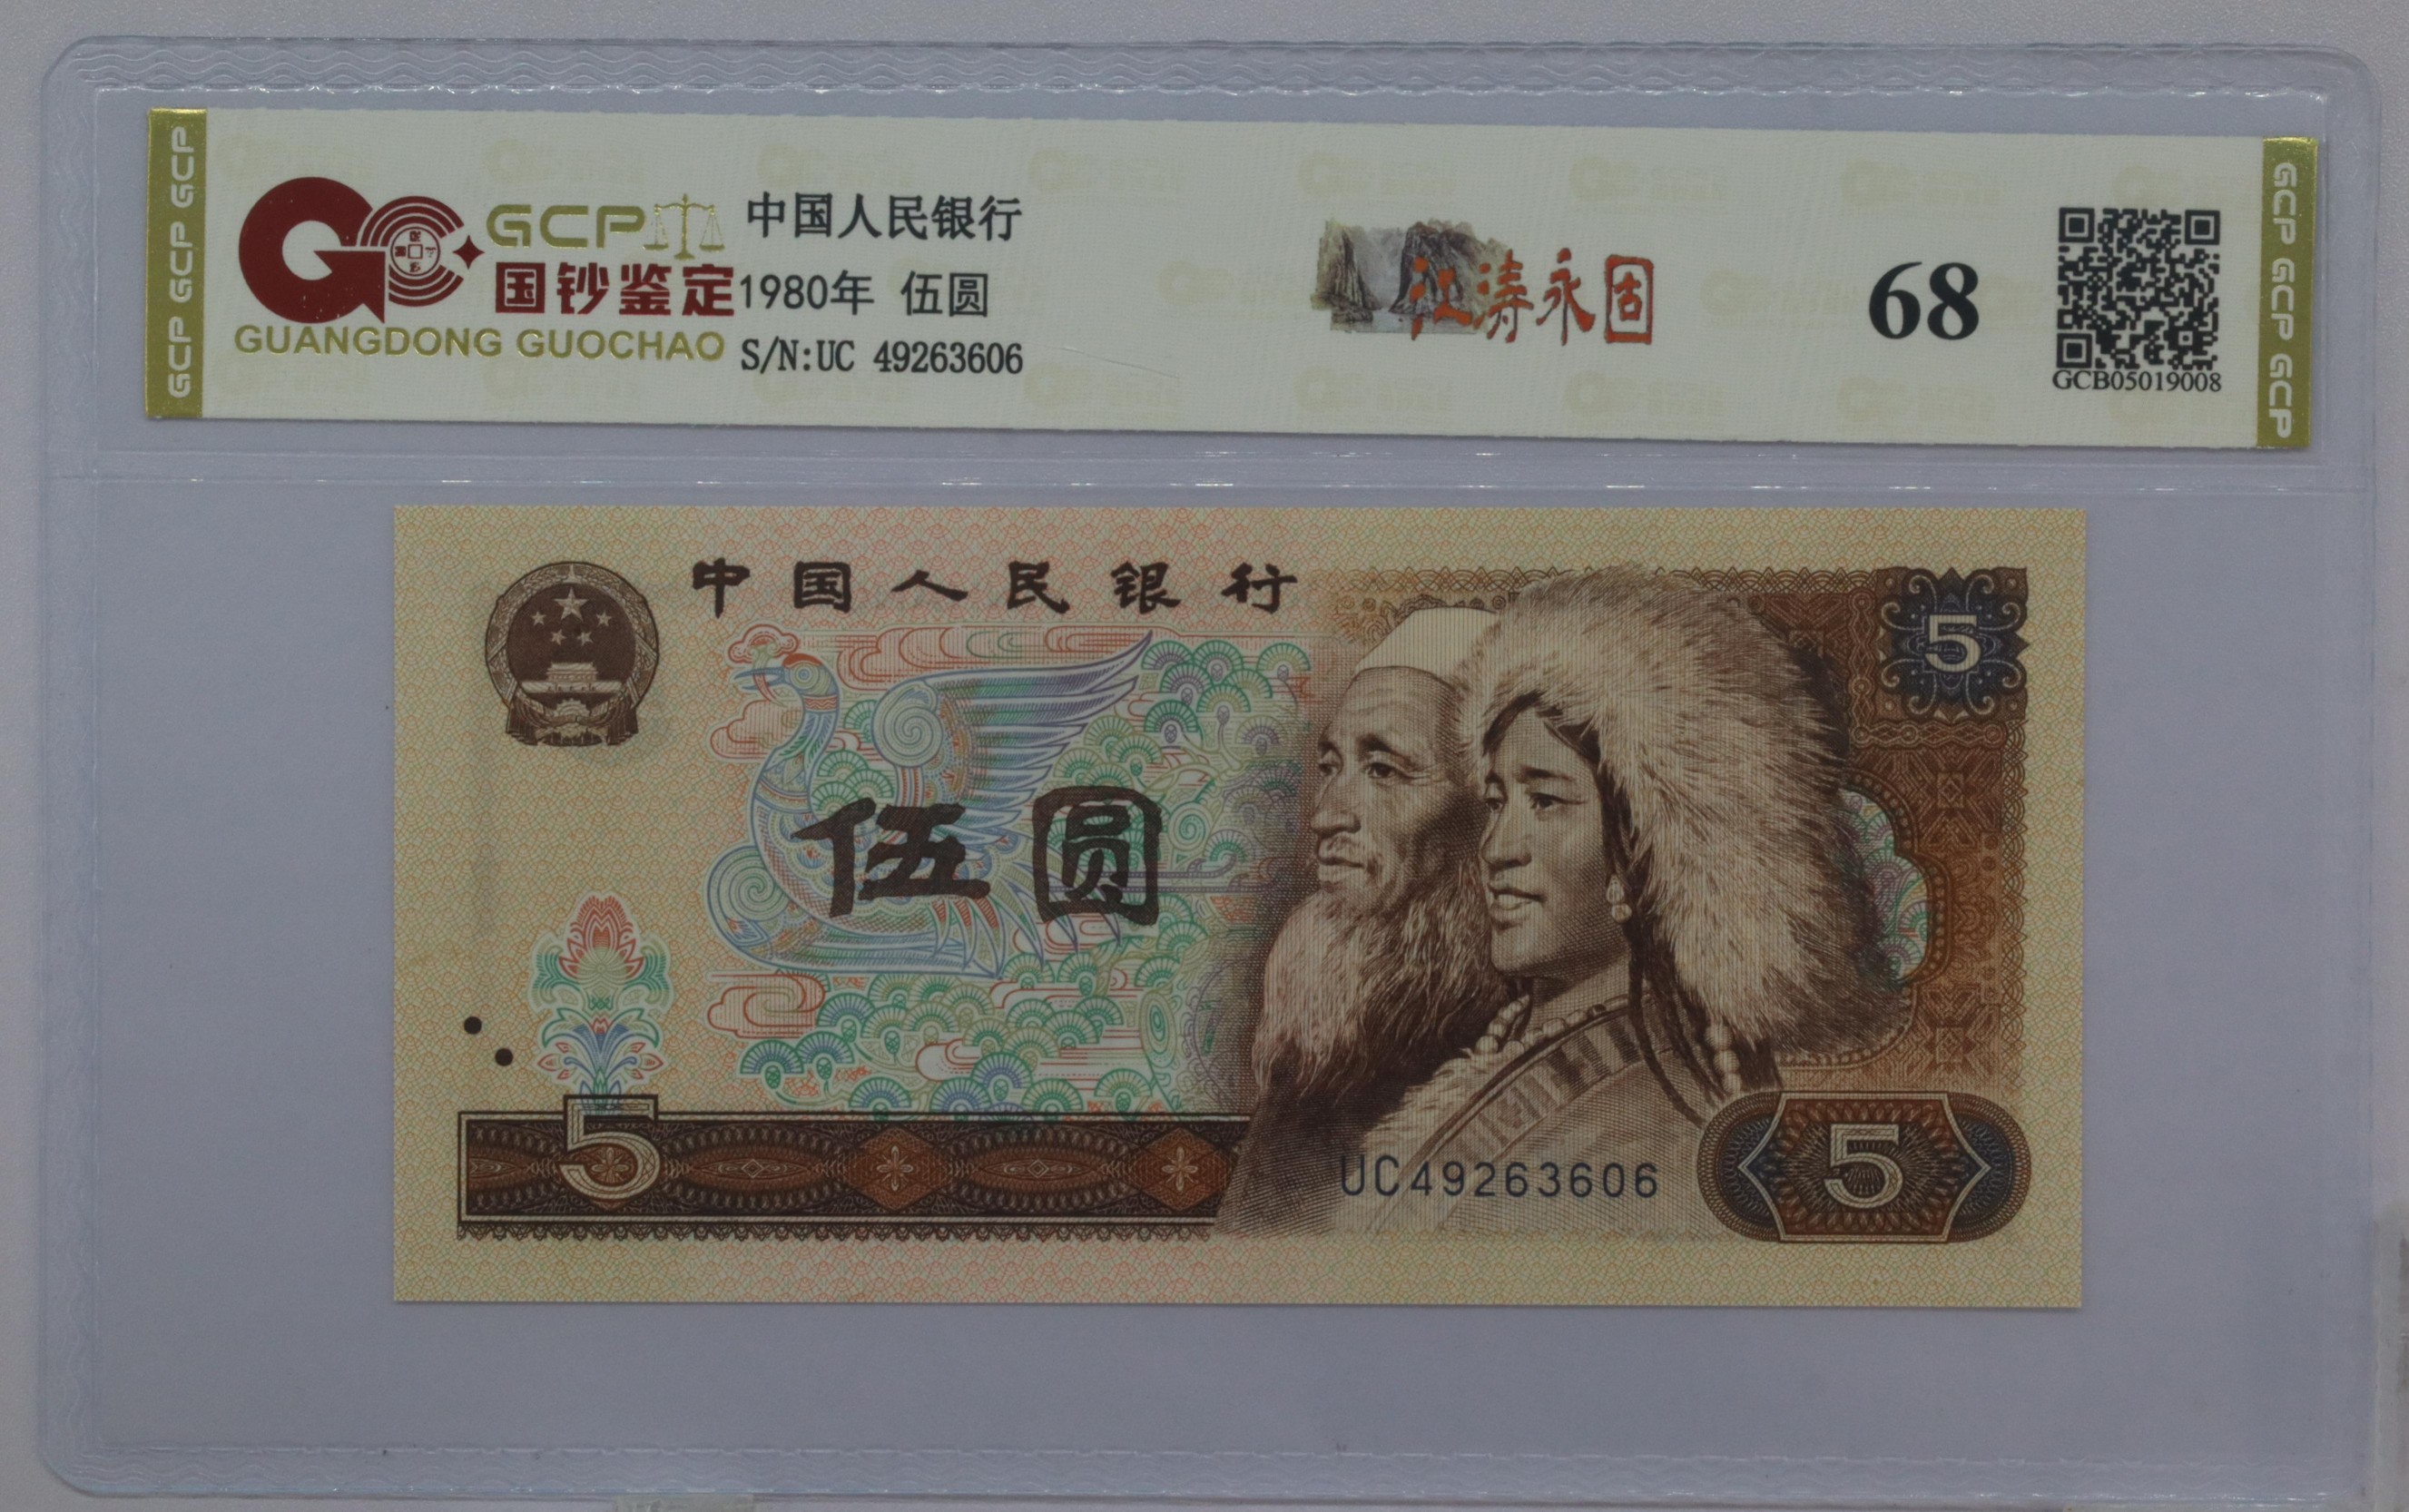 GCP GCP GCP
GCP
国钞鉴定
GUANGDONG GUOCHAO
中国人民银行
1980年 伍圆
S/N:UC 49263606
江涛永固
68
GCB05019008
GCP GCP GCP
中国人民银行
5
伍圆
5
UC49263606
5